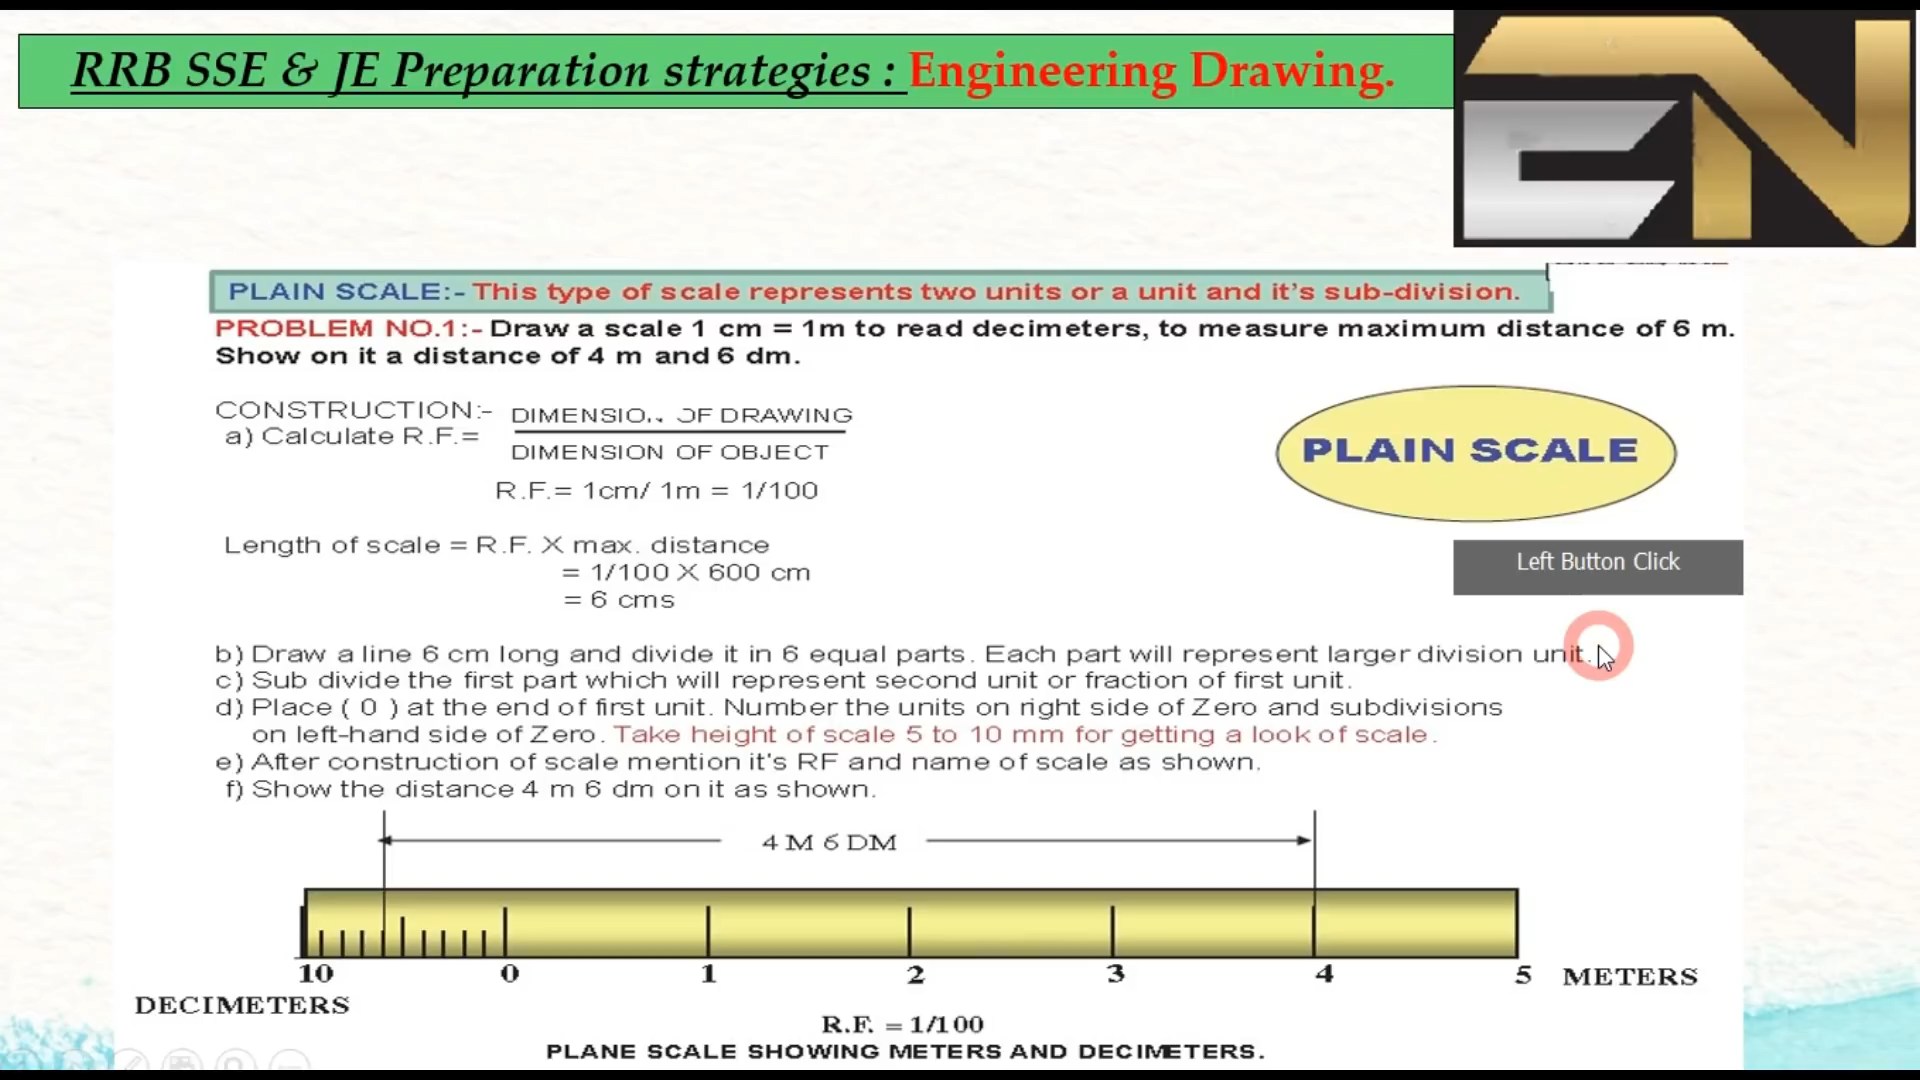 RRB SSE & JE Preparation strategies : Engineering Drawing.
EN
PLAIN SCALE:- This type of scale represents two units or a unit and it's sub-division.
PROBLEM NO.1:- Draw a scale 1 cm = 1m to read decimeters, to measure maximum distance of 6 m.
Show on it a distance of 4 m and 6 dm.
CONSTRUCTION:-
DIMENSION OF DRAWING
a) Calculate R.F.=
DIMENSION OF OBJECT
R.F.= 1cm/ 1m = 1/100
PLAIN SCALE
Length of scale = R.F. X max. distance
= 1/100 X 600 cm
= 6 cms
Left Button Click
b) Draw a line 6 cm long and divide it in 6 equal parts. Each part will represent larger division unit.
c) Sub divide the first part which will represent second unit or fraction of first unit.
d) Place ( 0 ) at the end of first unit. Number the units on right side of Zero and subdivisions
on left-hand side of Zero. Take height of scale 5 to 10 mm for getting a look of scale.
e) After construction of scale mention it's RF and name of scale as shown.
f) Show the distance 4 m 6 dm on it as shown.
4 M 6 DM
10 0 1 2 3 4 5 METERS
DECIMETERS
R.F. = 1/100
PLANE SCALE SHOWING METERS AND DECIMETERS.